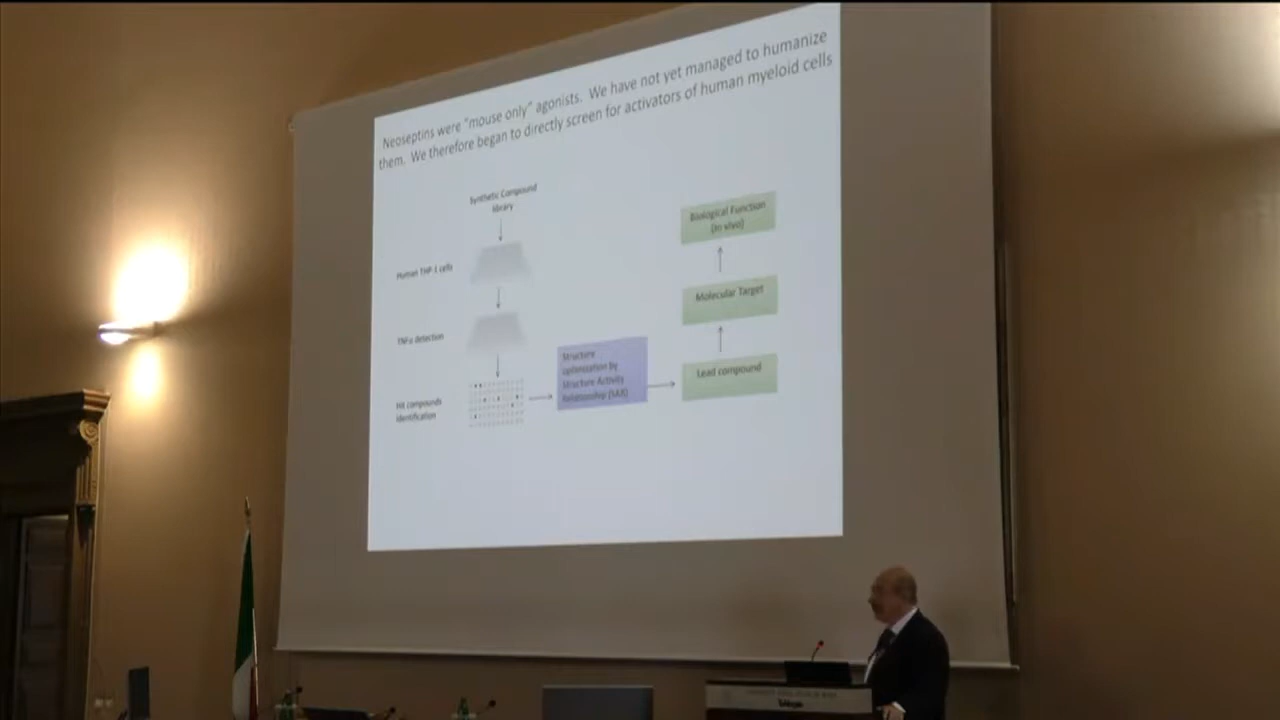 Neoseptins were "mouse only" agonists. We have not yet managed to humanize
them. We therefore began to directly screen for activators of human myeloid cells
Synthetic Compound
library
Human THP-1 cells
TNFα detection
Hit compounds
identification
Structure
optimization by
Structure Activity
Relationship (SAR)
Lead compound
Molecular Target
Biological Function
(in vivo)